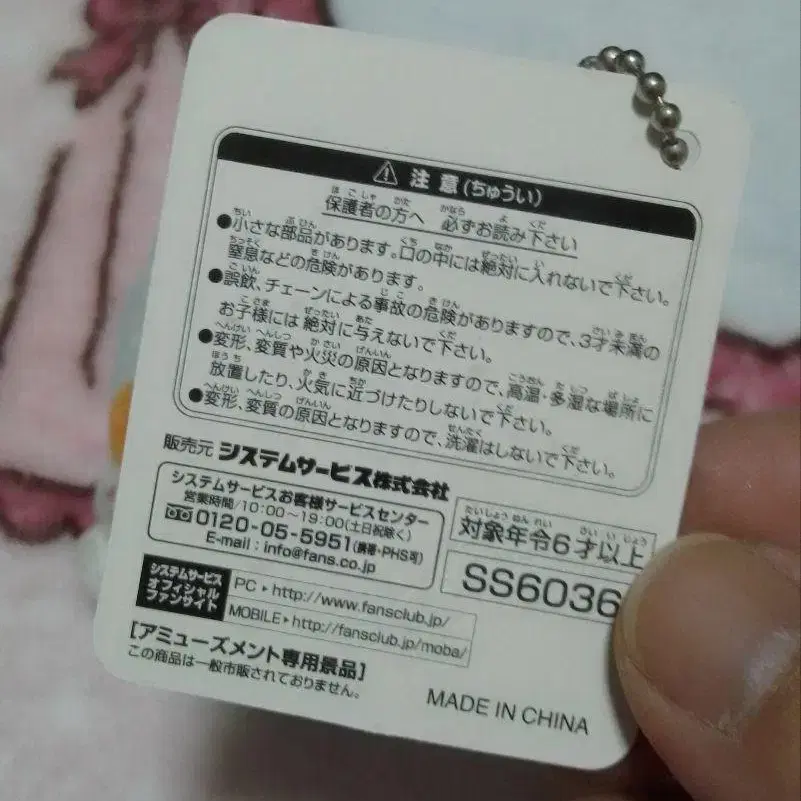 ⚠ 注意(ちゅうい)
保護者の方へ 必ずお読み下さい
●小さな部品があります。口の中には絶対に入れないで下さい。
窒息などの危険があります。
●誤飲、チェーンによる事故の危険がありますので、3才未満の
お子様には絶対に与えないで下さい。
●変形、変質や火災の原因となりますので、高温・多湿な場所に
放置したり、火気に近づけたりしないで下さい。
●変形、変質の原因となりますので、洗濯はしないで下さい。
販売元 システムサービス株式会社
システムサービスお客様サービスセンター
営業時間/10:00~19:00(土日祝除く)
0120-05-5951(携帯・PHS可)
E-mail:info@fans.co.jp
対象年令6才以上
SS6036
システムサービス
オフィシャル
ファンサイト
PC▶http://www.fansclub.jp/
MOBILE▶http://fansclub.jp/moba/
[アミューズメント専用景品]
この商品は一般市販されておりません。
MADE IN CHINA